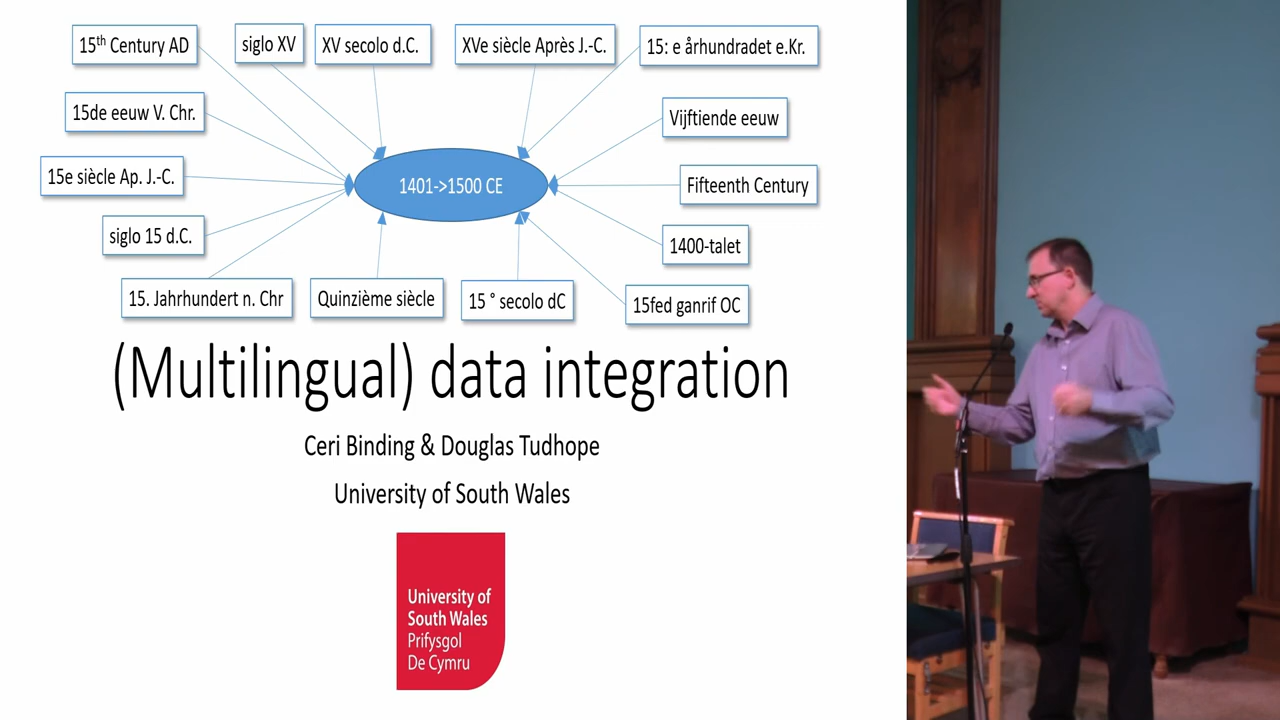 15th Century AD
siglo XV
XV secolo d.C.
XVe siècle Après J.-C.
15: e århundradet e.Kr.
15de eeuw V. Chr.
Vijftiende eeuw
15e siècle Ap. J.-C.
1401->1500 CE
Fifteenth Century
siglo 15 d.C.
1400-talet
15. Jahrhundert n. Chr
Quinzième siècle
15 ° secolo dC
15fed ganrif OC
(Multilingual) data integration
Ceri Binding & Douglas Tudhope
University of South Wales
University of
South Wales
Prifysgol
De Cymru